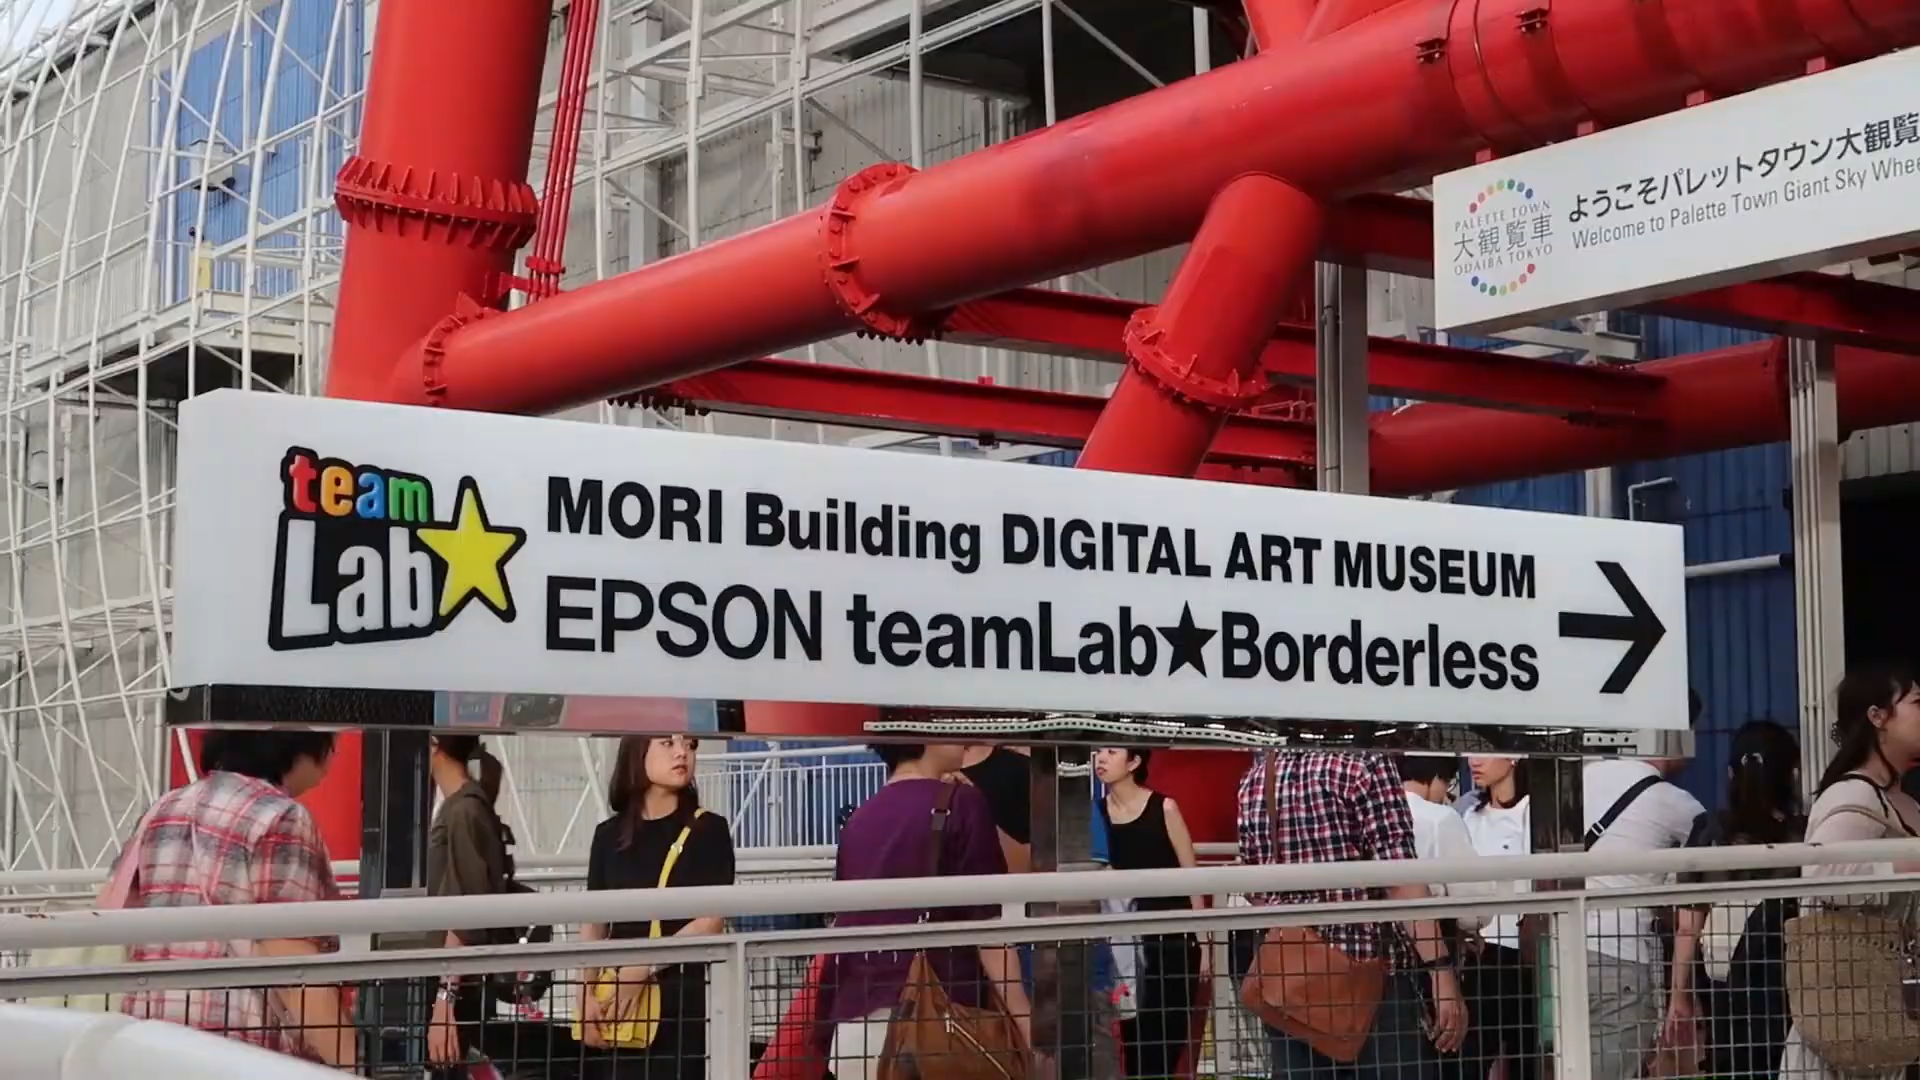 team
Lab★
MORI Building DIGITAL ART MUSEUM
EPSON teamLab★Borderless →
ようこそパレットタウン大観覧
Welcome to Palette Town Giant Sky Whee
PALETTE TOWN
大観覧車
ODAIBA TOKYO